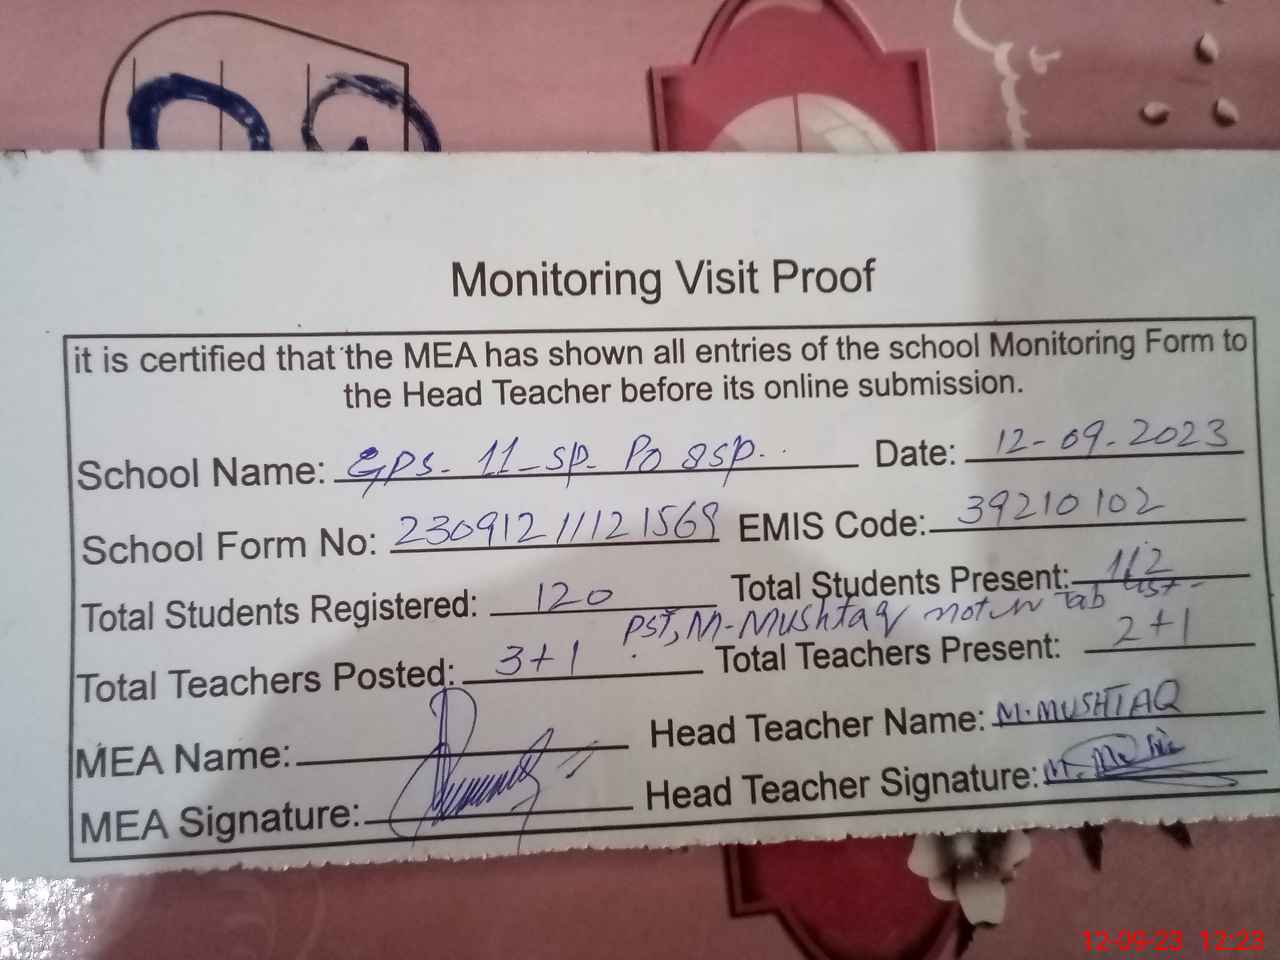 Monitoring Visit Proof
it is certified that the MEA has shown all entries of the school Monitoring Form to
the Head Teacher before its online submission.
School Name: GPS- 11-SP- Po 8SP.. Date: 12-09-2023
School Form No: 23091211121569 EMIS Code: 39210102
Total Students Registered: 120 Total Students Present: 112
PST, M-Mushtaq not in Tab list-
Total Teachers Posted: 3+1 Total Teachers Present: 2+1
MEA Name: Head Teacher Name: M.MUSHTAQ
MEA Signature: Head Teacher Signature:
12-09-23 12:23